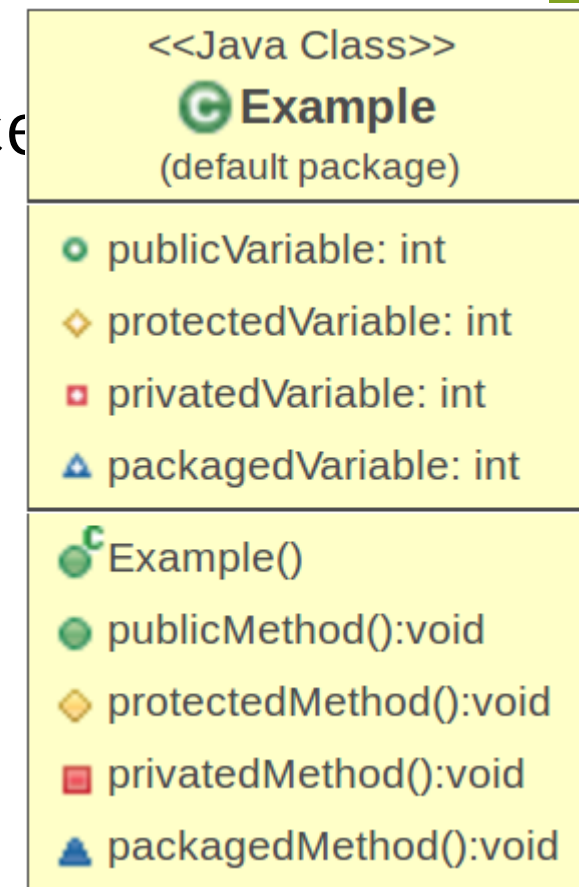 <<Java Class>>
C Example
(default package)
publicVariable: int
protectedVariable: int
privatedVariable: int
packagedVariable: int
C Example()
publicMethod():void
protectedMethod():void
privatedMethod():void
packagedMethod():void